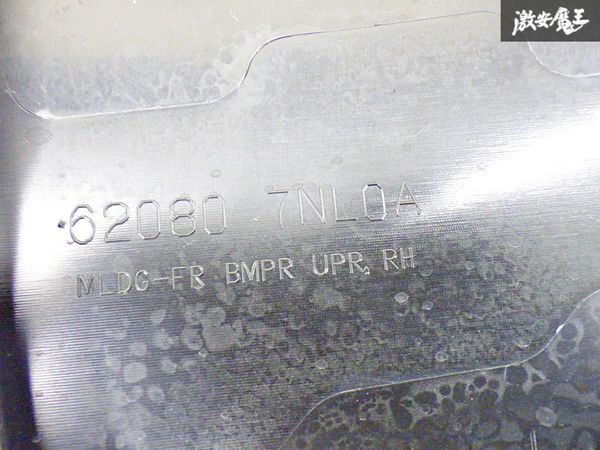 激安魔王
62080 7NL0A
MLDG-FR BMPR UPR, RH